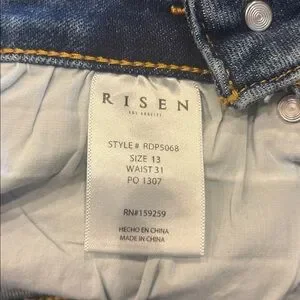 RISEN
LOS ANGELES
STYLE# RDP5068
SIZE 13
WAIST 31
PO 1307
RN#159259
HECHO EN CHINA
MADE IN CHINA